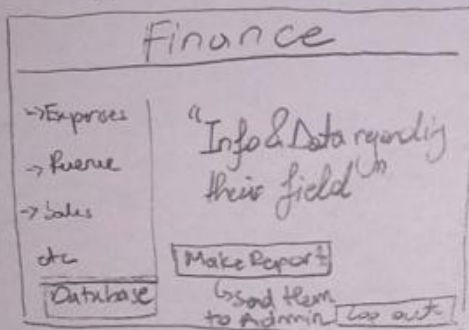 Finance
->Expenses
->Revenue
->Sales
etc
Database
"Info & Data regarding
their field"
Make Report
↳Send them
to Admin
Log out